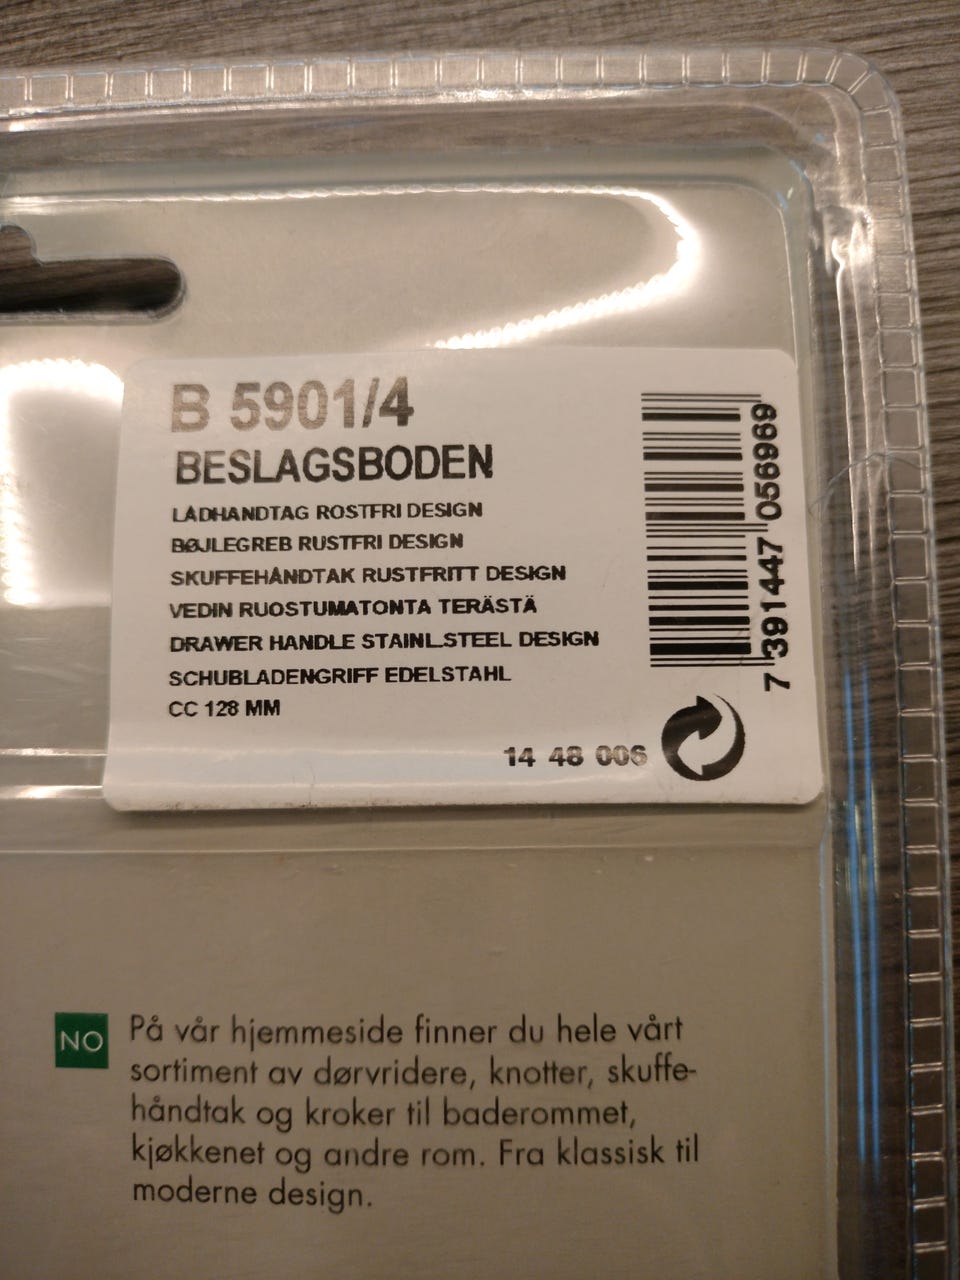 B 5901/4
BESLAGSBODEN
LÅDHANDTAG ROSTFRI DESIGN
BØJLEGREB RUSTFRI DESIGN
SKUFFEHÅNDTAK RUSTFRITT DESIGN
VEDIN RUOSTUMATONTA TERÄSTÄ
DRAWER HANDLE STAINL.STEEL DESIGN
SCHUBLADENGRIFF EDELSTAHL
CC 128 MM
14 48 006
7 391447 056969
NO
På vår hjemmeside finner du hele vårt
sortiment av dørvridere, knotter, skuffe-
håndtak og kroker til baderommet,
kjøkkenet og andre rom. Fra klassisk til
moderne design.